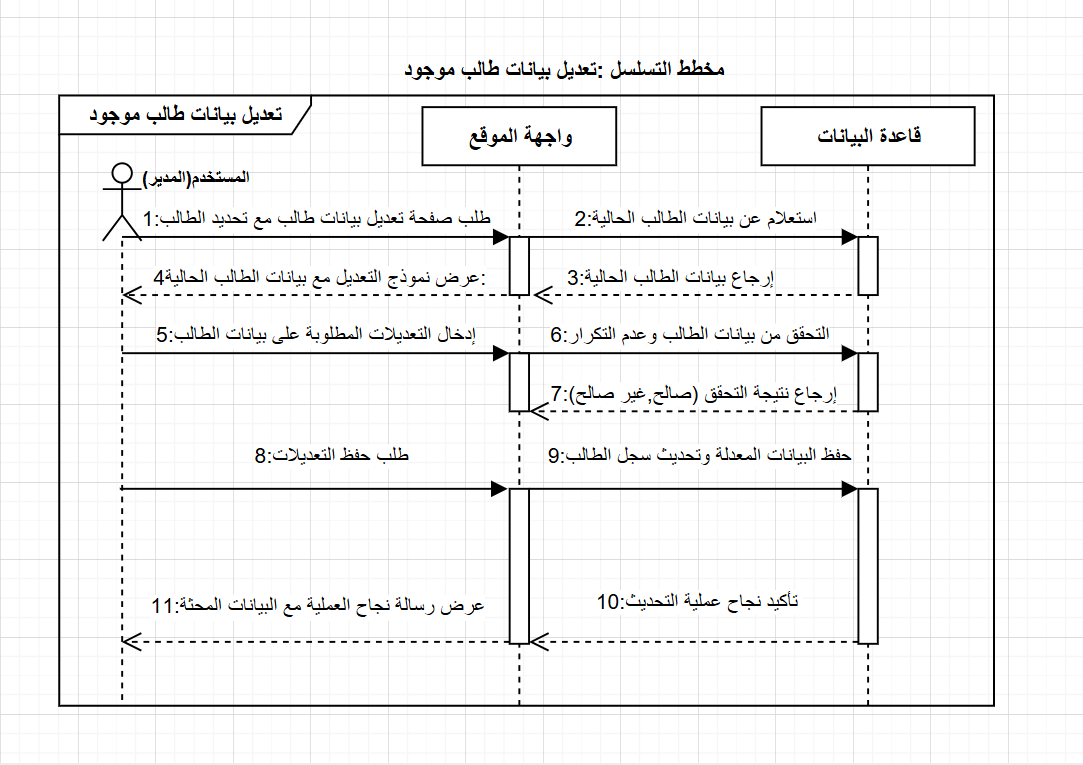 مخطط التسلسل :تعديل بيانات طالب موجود
تعديل بيانات طالب موجود
واجهة الموقع
قاعدة البيانات
المستخدم(المدير)
1:طلب صفحة تعديل بيانات طالب مع تحديد الطالب
2:استعلام عن بيانات الطالب الحالية
3:إرجاع بيانات الطالب الحالية
4عرض نموذج التعديل مع بيانات الطالب الحالية:
5:إدخال التعديلات المطلوبة على بيانات الطالب
6:التحقق من بيانات الطالب وعدم التكرار
7:إرجاع نتيجة التحقق (صالح,غير صالح)
8:طلب حفظ التعديلات
9:حفظ البيانات المعدلة وتحديث سجل الطالب
10:تأكيد نجاح عملية التحديث
11:عرض رسالة نجاح العملية مع البيانات المحثة